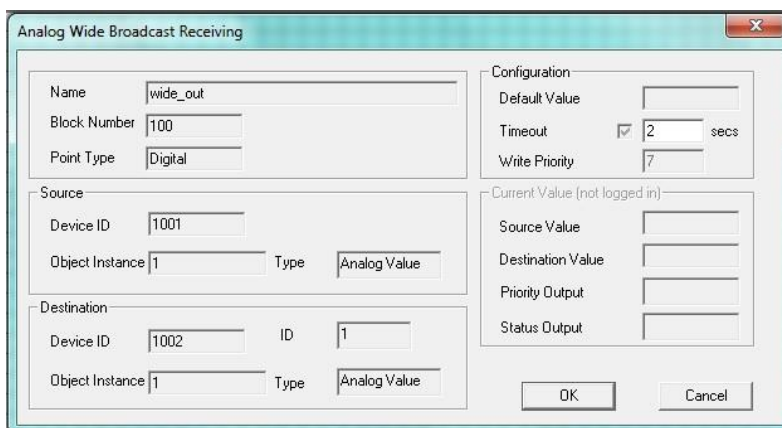 Analog Wide Broadcast Receiving
Name wide_out
Block Number 100
Point Type Digital
Source
Device ID 1001
Object Instance 1 Type Analog Value
Destination
Device ID 1002 ID 1
Object Instance 1 Type Analog Value
Configuration
Default Value
Timeout 2 secs
Write Priority 7
Current Value (not logged in)
Source Value
Destination Value
Priority Output
Status Output
OK Cancel